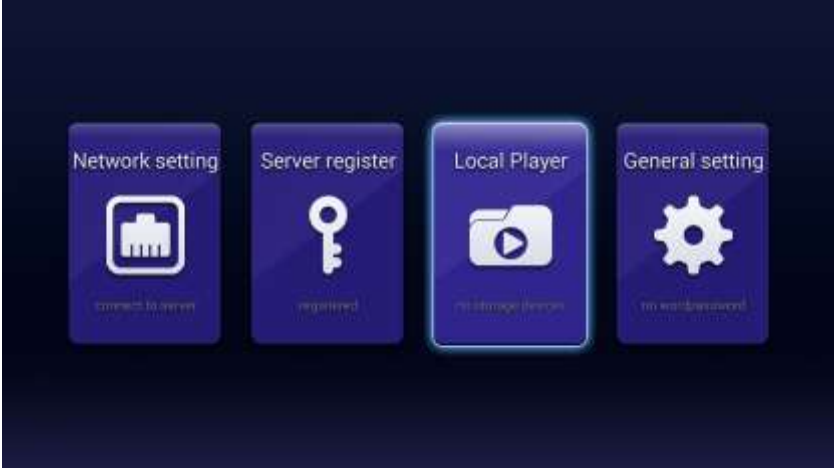 Network setting
Server register
Local Player
General setting
connect to server
registered
no storage devices